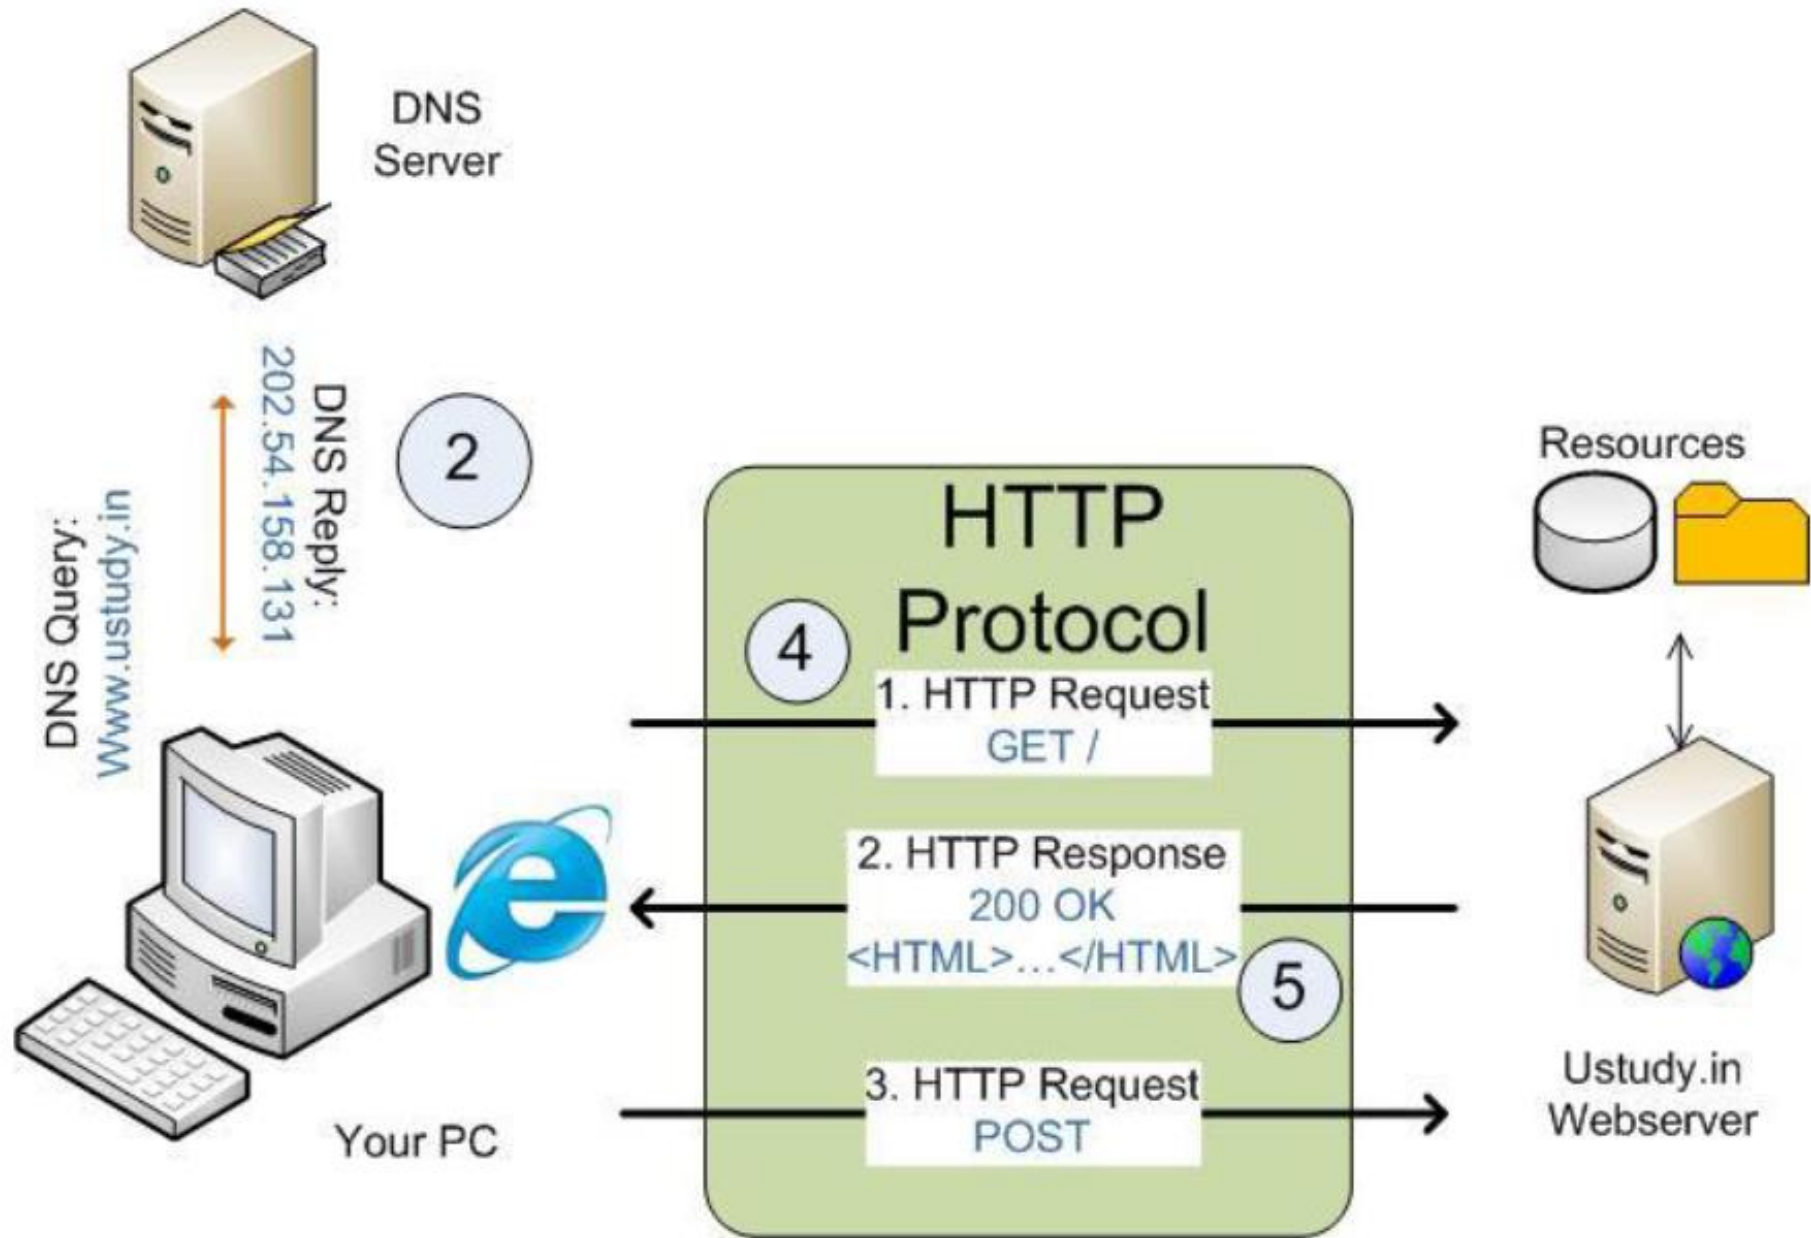 DNS
Server
DNS Reply:
202.54.158.131
2
DNS Query:
Www.ustudy.in
Your PC
HTTP
Protocol
4
1. HTTP Request
GET /
2. HTTP Response
200 OK
<HTML>...</HTML>
5
3. HTTP Request
POST
Resources
Ustudy.in
Webserver